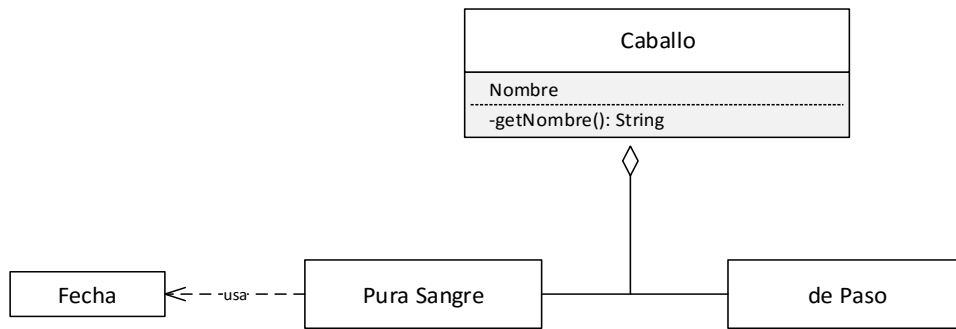 Caballo
Nombre
-getNombre(): String
Fecha
usa
Pura Sangre
de Paso